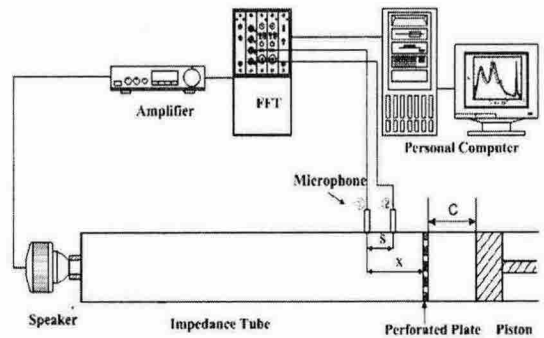 Amplifier
FFT
Personal Computer
Microphone
C
S
X
Speaker
Impedance Tube
Perforated Plate
Piston